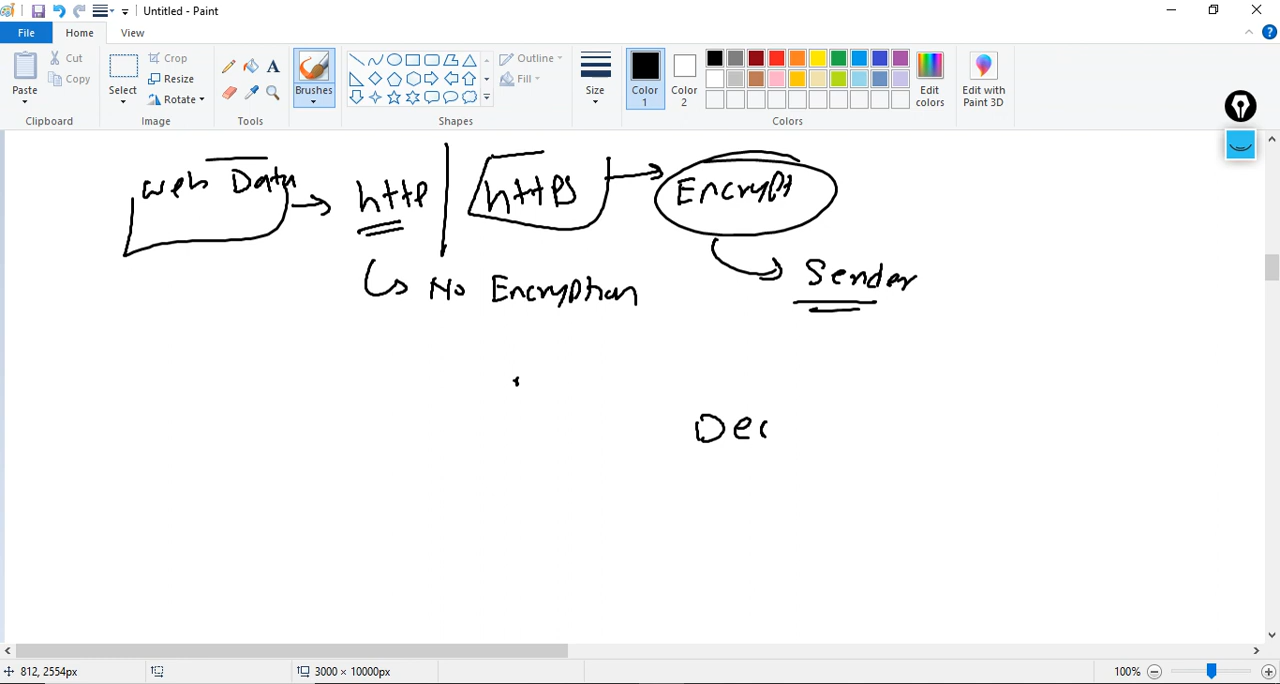 Untitled - Paint
File Home View
Paste
Cut
Copy
Clipboard
Select
Crop
Resize
Rotate
Image
A
Tools
Brushes
Shapes
Outline
Fill
Size
Color 1
Color 2
Edit colors
Colors
Edit with Paint 3D
Web Data http https Encrypt
No Encryption
Sender
Dec
812, 2554px
3000 × 10000px
100%